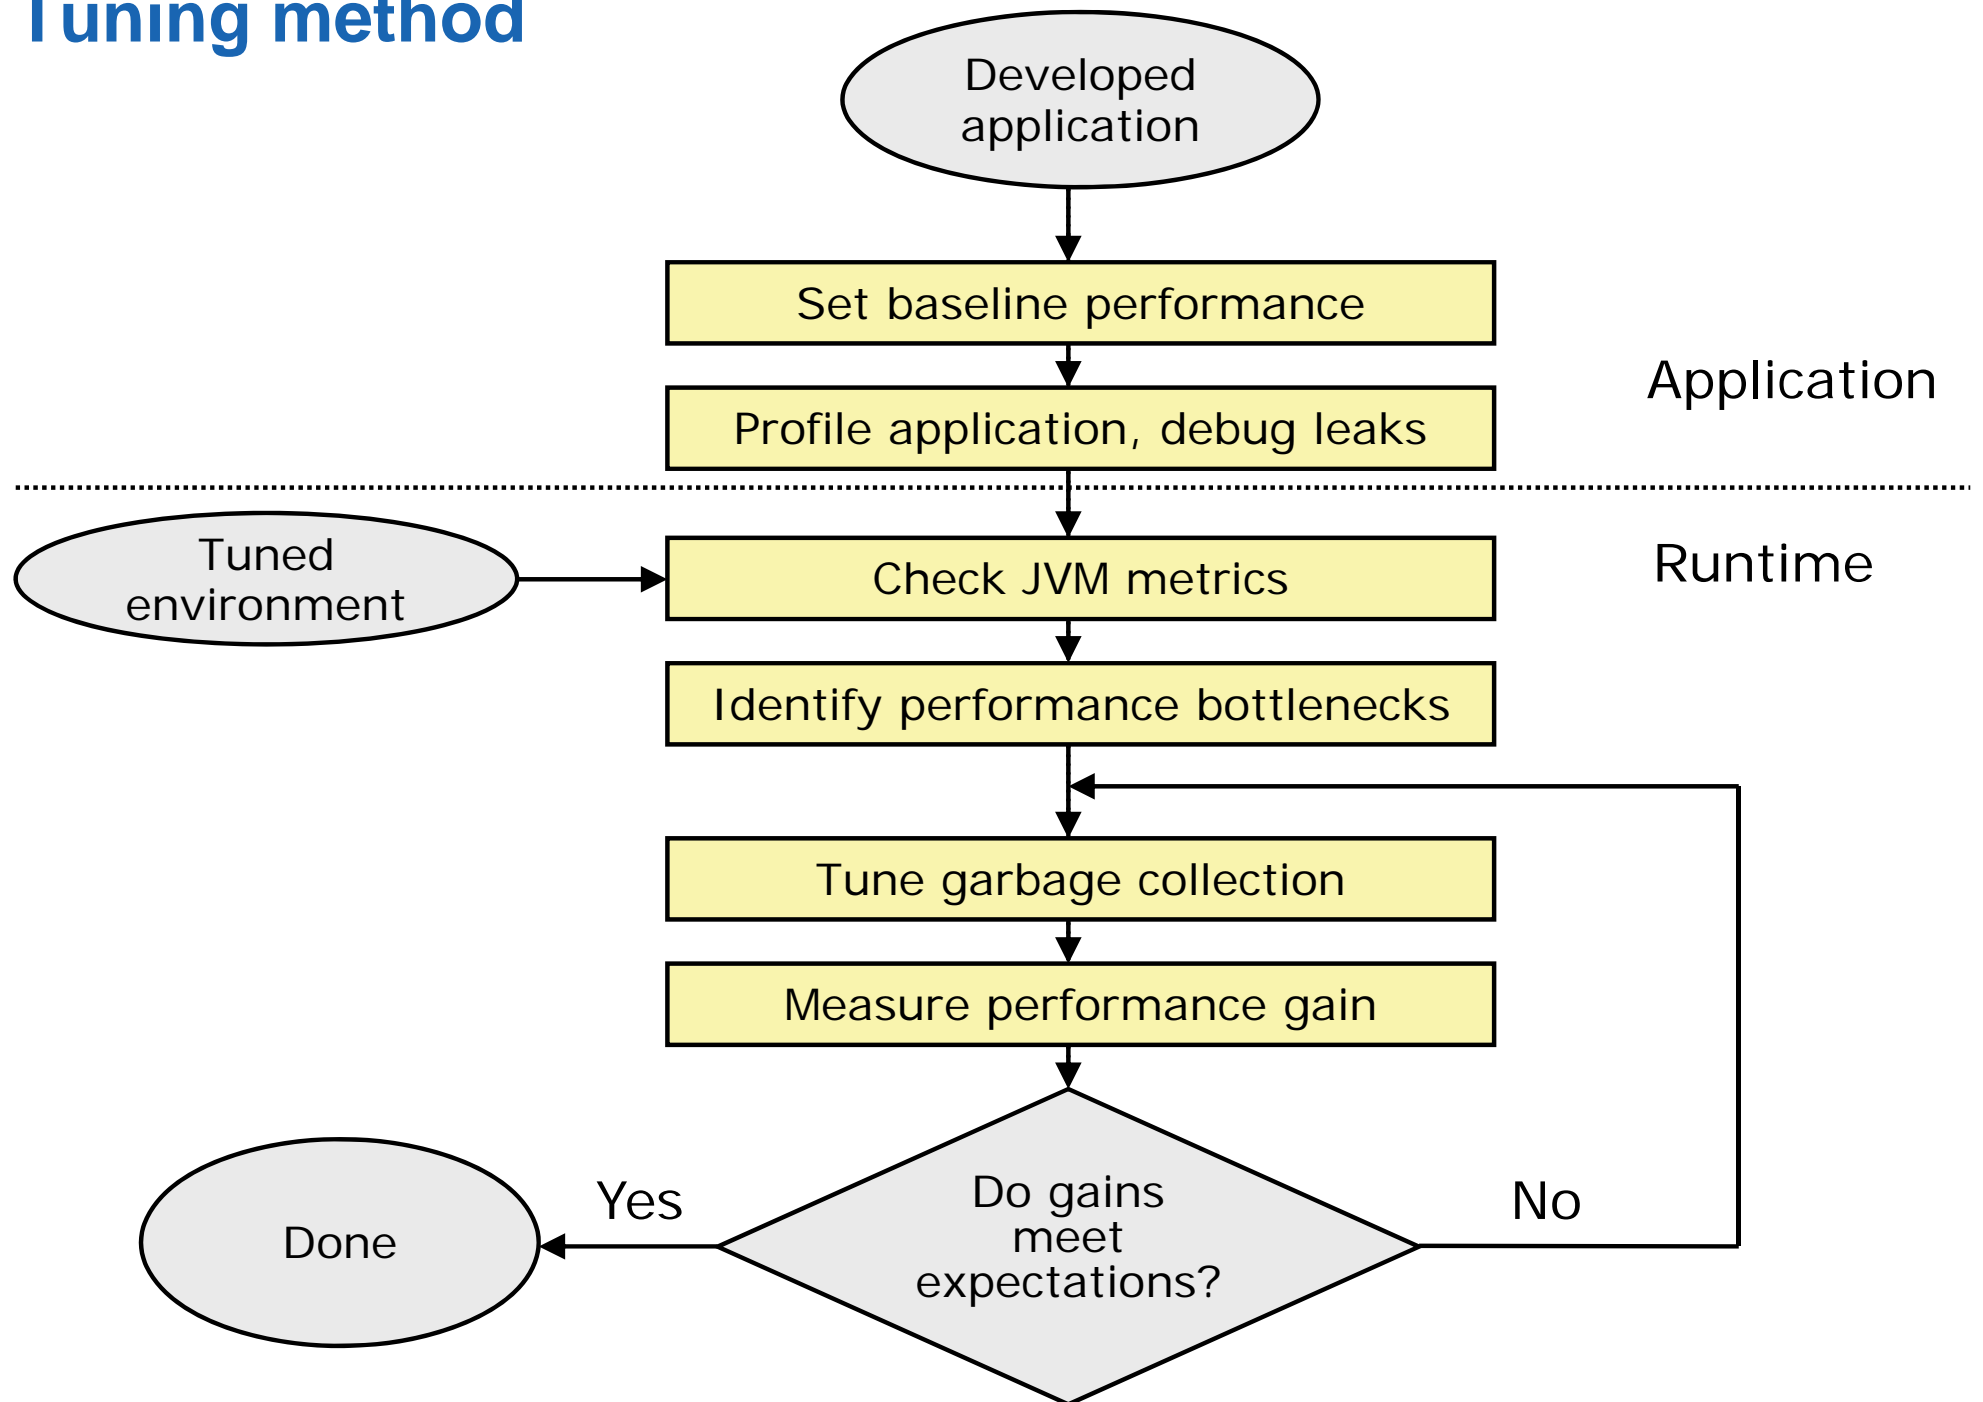 Tuning method
Developed
application
Set baseline performance
Application
Profile application, debug leaks
Tuned
environment
Check JVM metrics
Runtime
Identify performance bottlenecks
Tune garbage collection
Measure performance gain
Do gains
meet
expectations?
Yes
No
Done